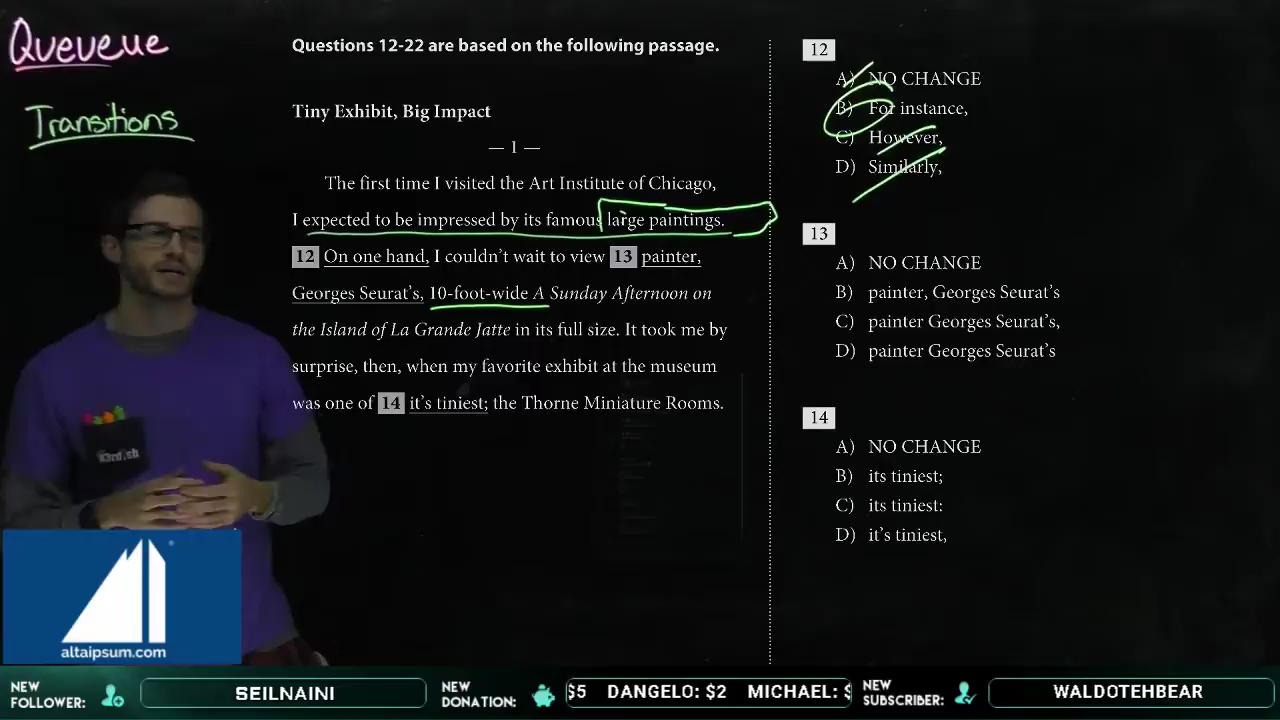 Queueue
Transitions
Questions 12-22 are based on the following passage.
Tiny Exhibit, Big Impact
— 1 —
The first time I visited the Art Institute of Chicago,
I expected to be impressed by its famous large paintings.
12 On one hand, I couldn't wait to view 13 painter,
Georges Seurat's, 10-foot-wide A Sunday Afternoon on
the Island of La Grande Jatte in its full size. It took me by
surprise, then, when my favorite exhibit at the museum
was one of 14 it's tiniest; the Thorne Miniature Rooms.
12
A) NO CHANGE
B) For instance,
C) However,
D) Similarly,
13
A) NO CHANGE
B) painter, Georges Seurat's
C) painter Georges Seurat's,
D) painter Georges Seurat's
14
A) NO CHANGE
B) its tiniest;
C) its tiniest:
D) it's tiniest,
altaipsum.com
NEW FOLLOWER: SEILNAINI
NEW DONATION: $5 DANGELO: $2 MICHAEL: $
NEW SUBSCRIBER: WALDOTEHBEAR